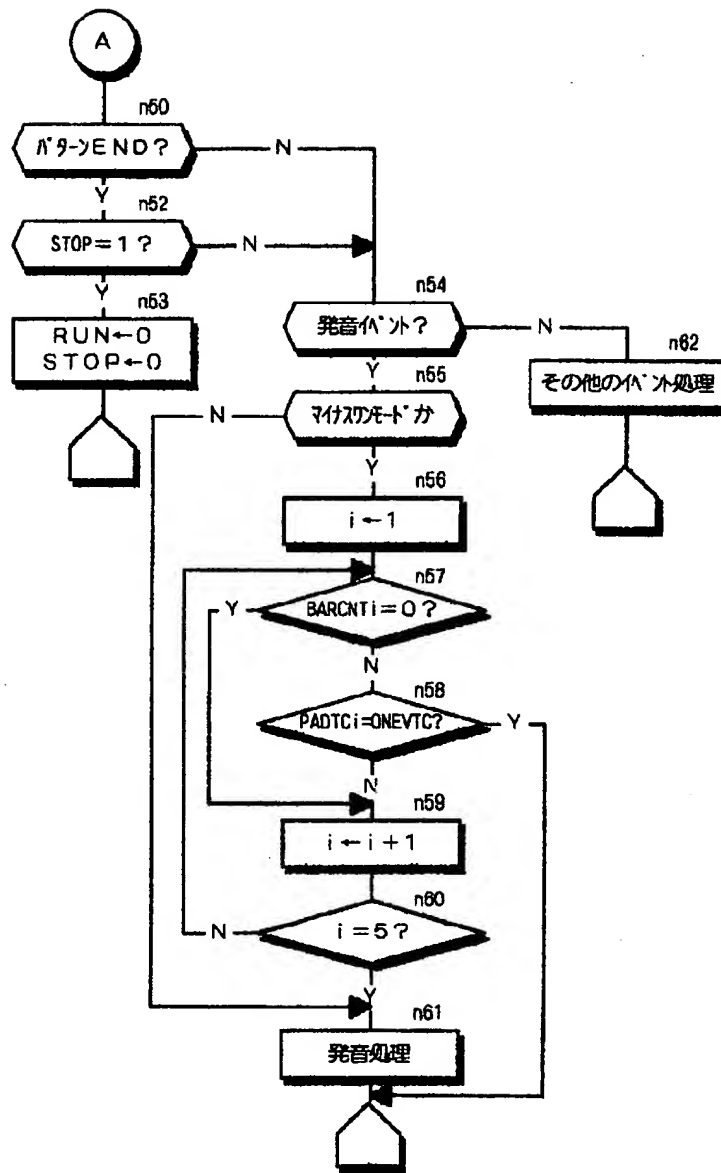 A
n50
パターンEND?
N
Y
n52
STOP=1?
N
Y
n53
RUN←0
STOP←0
n54
発音イベント?
N
Y
n62
その他のイベント処理
n55
マイナスワンモードか
N
Y
n56
i←1
n57
BARCNTi=0?
Y
N
n58
PADTCi=ONEVTC?
Y
N
n59
i←i+1
n60
i=5?
N
Y
n61
発音処理